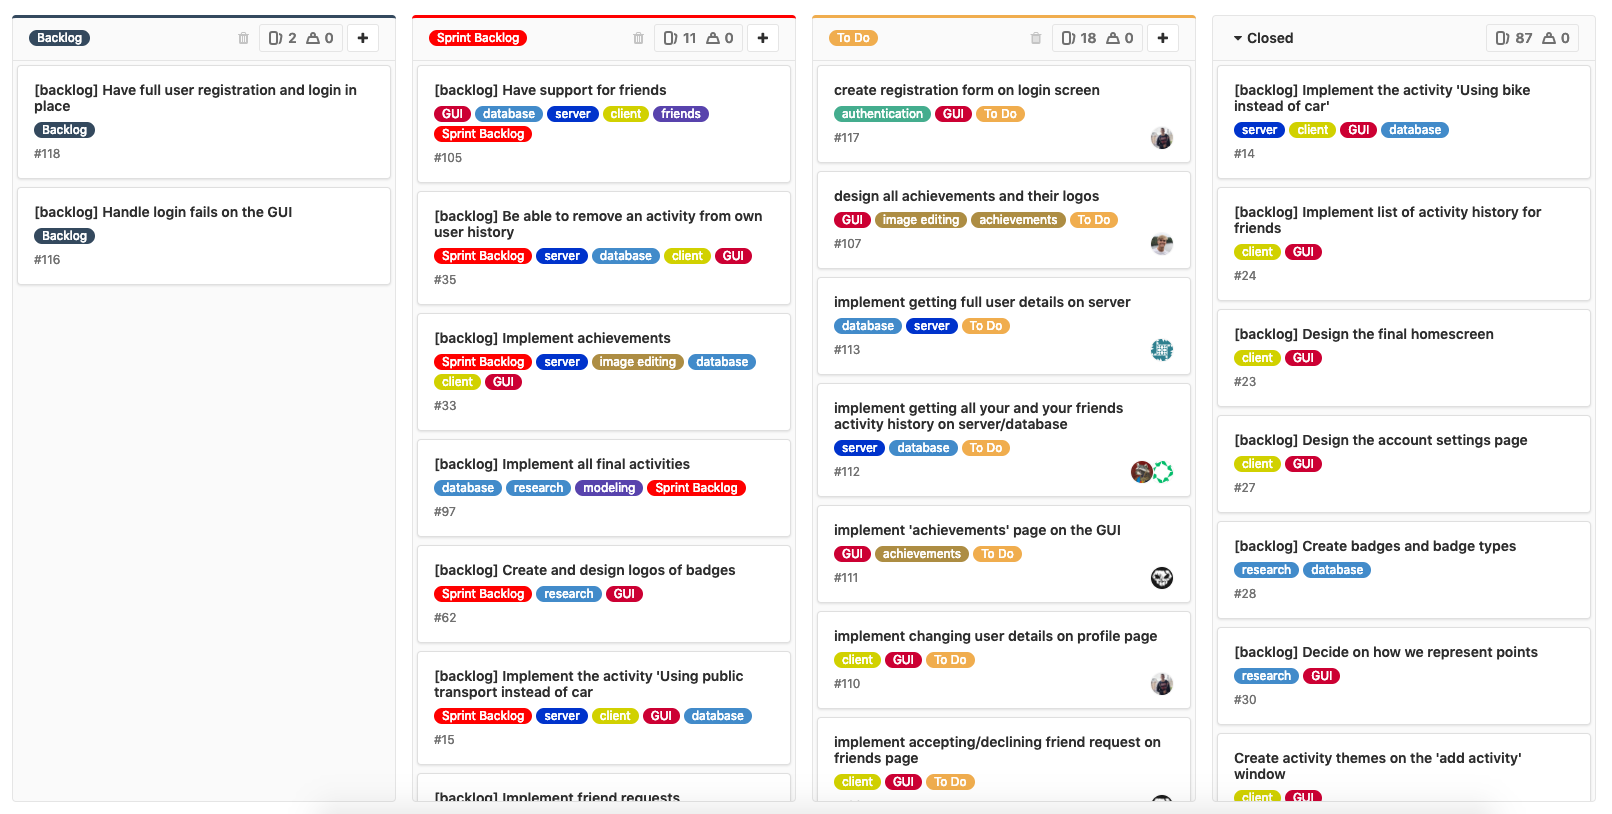 Backlog
2 0
[backlog] Have full user registration and login in
place
Backlog
#118
[backlog] Handle login fails on the GUI
Backlog
#116
Sprint Backlog
11 0
[backlog] Have support for friends
GUI database server client friends
Sprint Backlog
#105
[backlog] Be able to remove an activity from own
user history
Sprint Backlog server database client GUI
#35
[backlog] Implement achievements
Sprint Backlog server image editing database
client GUI
#33
[backlog] Implement all final activities
database research modeling Sprint Backlog
#97
[backlog] Create and design logos of badges
Sprint Backlog research GUI
#62
[backlog] Implement the activity 'Using public
transport instead of car
Sprint Backlog server client GUI database
#15
[backlog] Implement friend requests
To Do
18 0
create registration form on login screen
authentication GUI To Do
#117
design all achievements and their logos
GUI image editing achievements To Do
#107
implement getting full user details on server
database server To Do
#113
implement getting all your and your friends
activity history on server/database
server database To Do
#112
implement 'achievements' page on the GUI
GUI achievements To Do
#111
implement changing user details on profile page
client GUI To Do
#110
implement accepting/declining friend request on
friends page
client GUI To Do
Closed
87 0
[backlog] Implement the activity 'Using bike
instead of car'
server client GUI database
#14
[backlog] Implement list of activity history for
friends
client GUI
#24
[backlog] Design the final homescreen
client GUI
#23
[backlog] Design the account settings page
client GUI
#27
[backlog] Create badges and badge types
research database
#28
[backlog] Decide on how we represent points
research GUI
#30
Create activity themes on the 'add activity'
window
client GUI